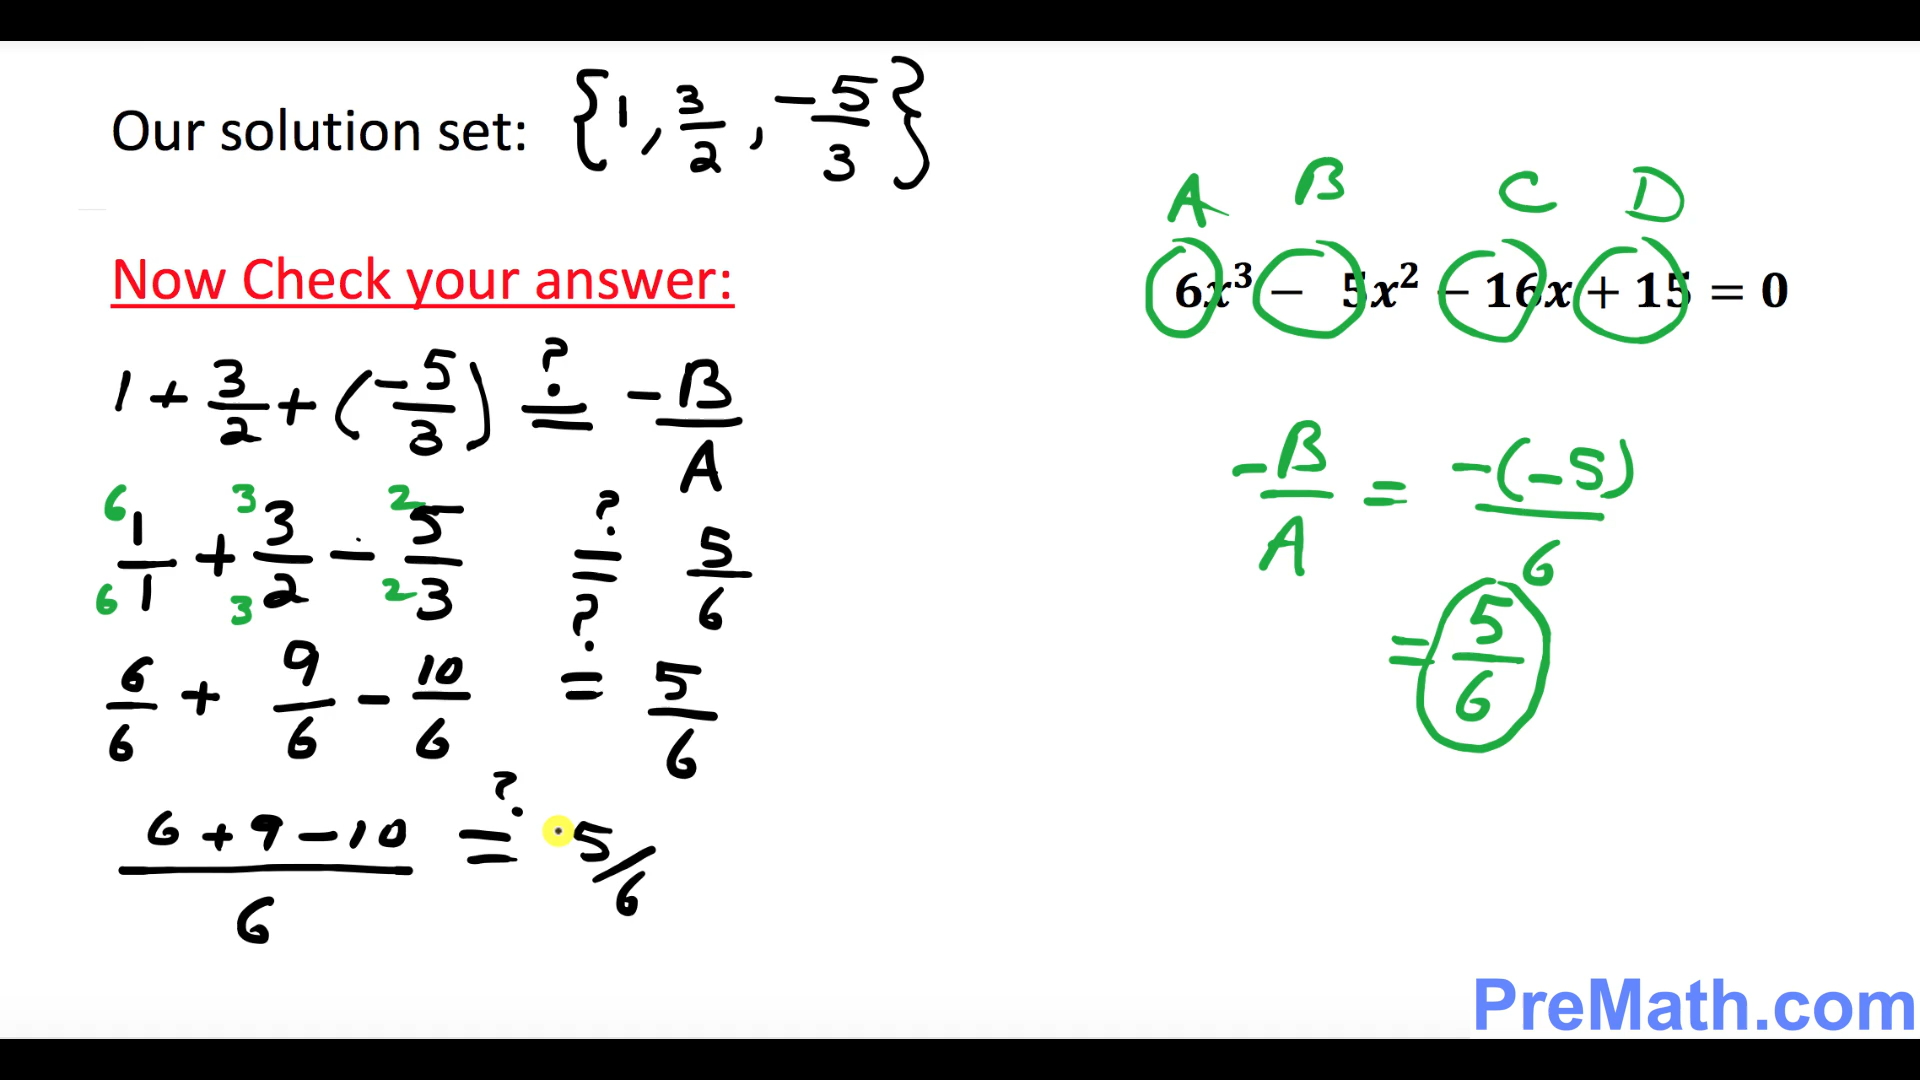 Our solution set: {1, 3/2, -5/3}
Now Check your answer:
1 + 3/2 + (-5/3) ?= -B/A
6 3 2
1/1 + 3/2 - 5/3 ?= 5/6
6 3 2
6/6 + 9/6 - 10/6 ?= 5/6
(6 + 9 - 10)/6 ?= 5/6
A B C D
6x³ - 5x² - 16x + 15 = 0
-B/A = -(-5)/6
= 5/6
PreMath.com